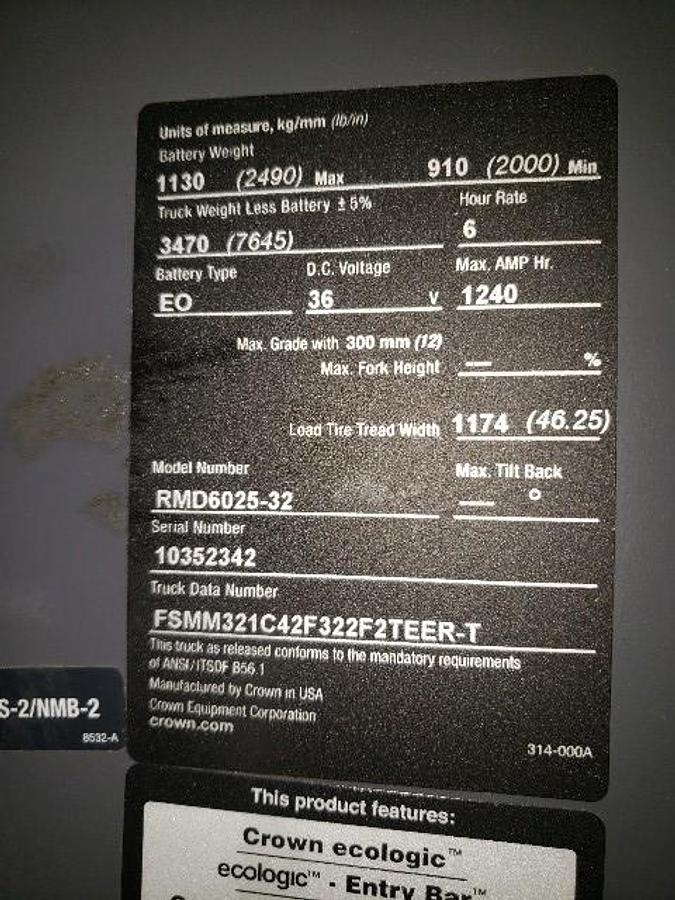 Units of measure, kg/mm (lb/in)
Battery Weight
1130 (2490) Max 910 (2000) Min
Truck Weight Less Battery ± 5% Hour Rate
3470 (7645) 6
Battery Type D.C. Voltage Max. AMP Hr.
EO 36 V 1240
Max. Grade with 300 mm (12)
Max. Fork Height — %
Load Tire Tread Width 1174 (46.25)
Model Number Max. Tilt Back
RMD6025-32 — °
Serial Number
10352342
Truck Data Number
FSMM321C42F322F2TEER-T
This truck as released conforms to the mandatory requirements
of ANSI/ITSDF B56.1
Manufactured by Crown in USA
Crown Equipment Corporation
crown.com
314-000A
S-2/NMB-2
8532-A
This product features:
Crown ecologic™
ecologic™ - Entry Bar™